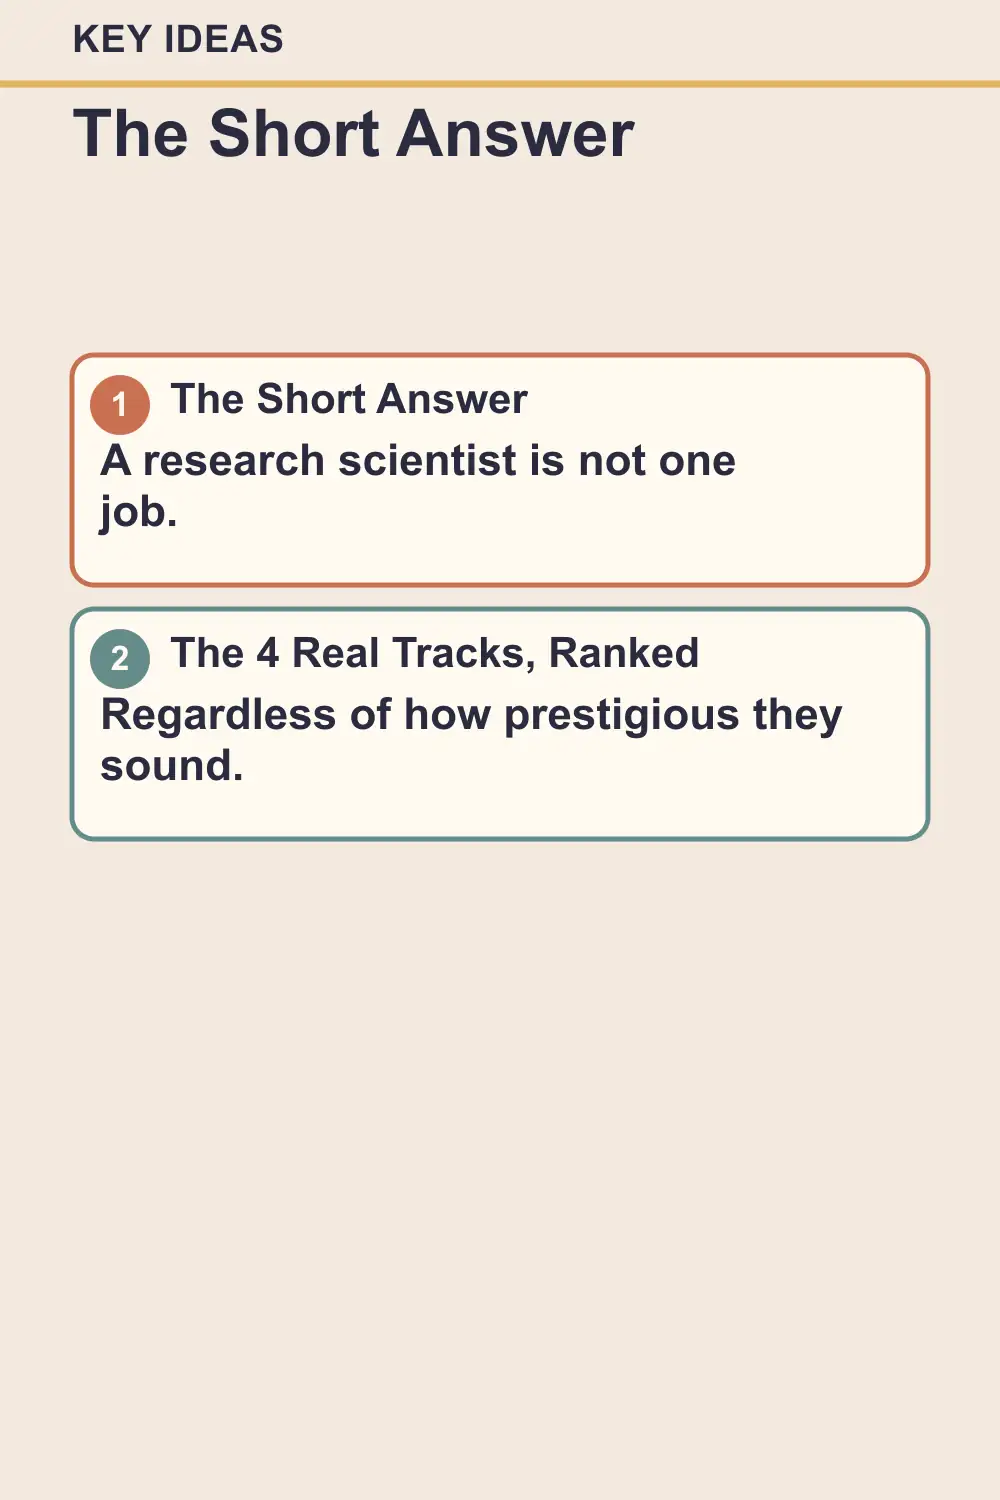 KEY IDEAS
The Short Answer
1 The Short Answer
A research scientist is not one
job.
2 The 4 Real Tracks, Ranked
Regardless of how prestigious they
sound.